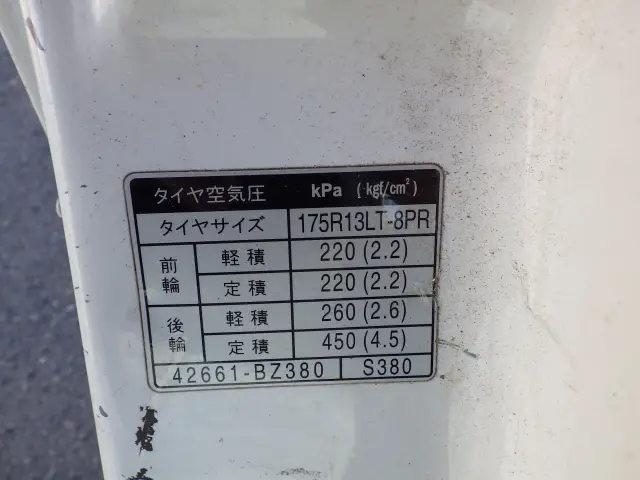 タイヤ空気圧 kPa (kgf/cm²)
タイヤサイズ 175R13LT-8PR
前輪 軽積 220 (2.2)
定積 220 (2.2)
後輪 軽積 260 (2.6)
定積 450 (4.5)
42661-BZ380 S380